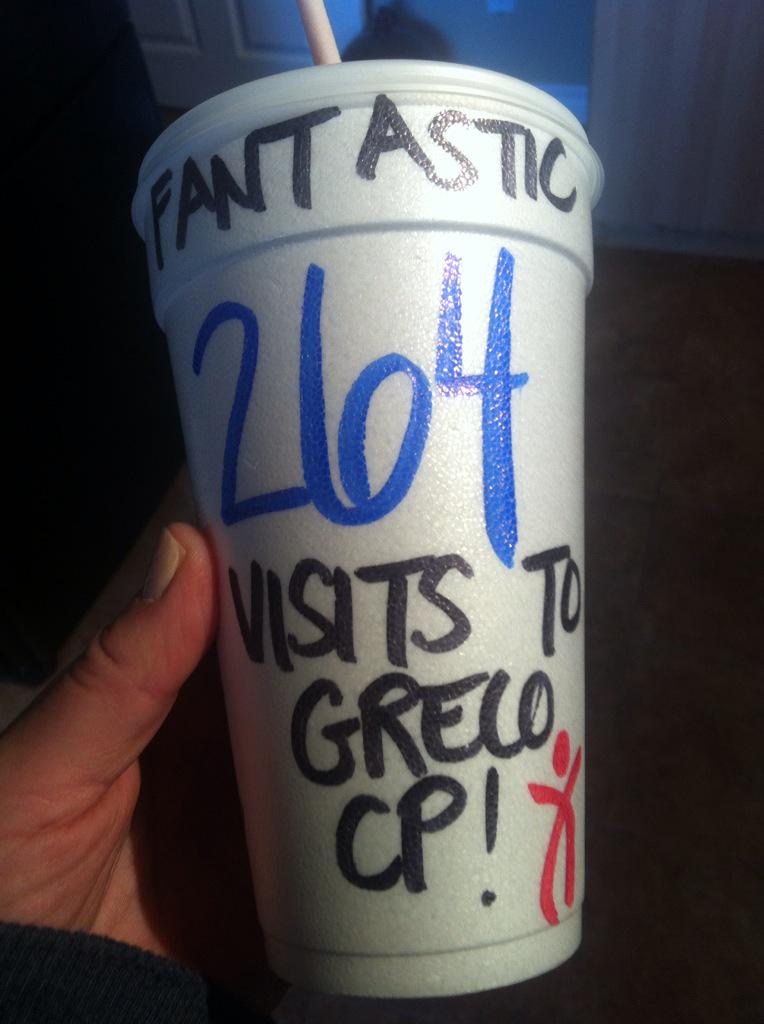 FANTASTIC
264
VISITS TO
GRECO
CP!